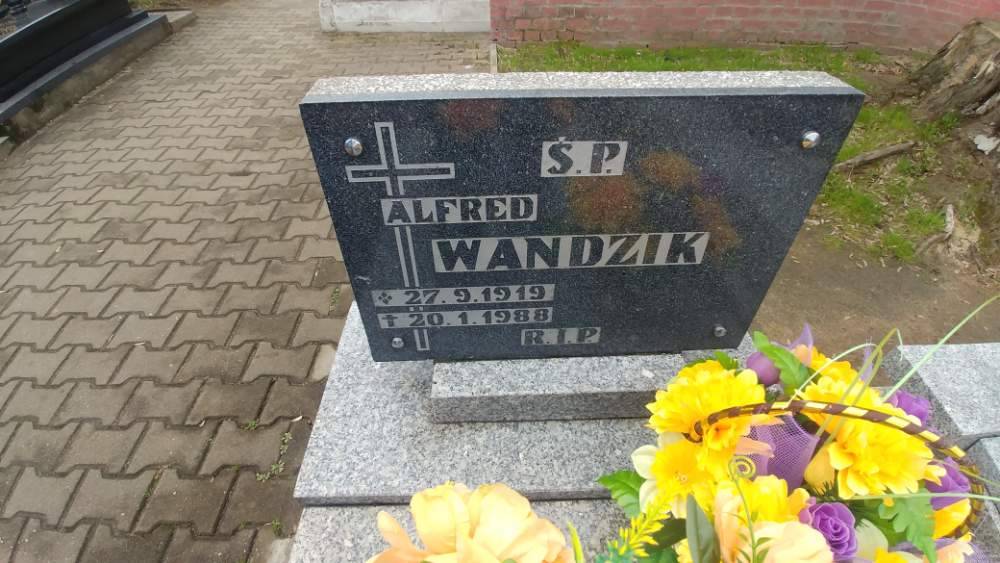 Ś.P.
ALFRED
WANDZIK
27.9.1919
✝ 20.1.1988
R.I.P.